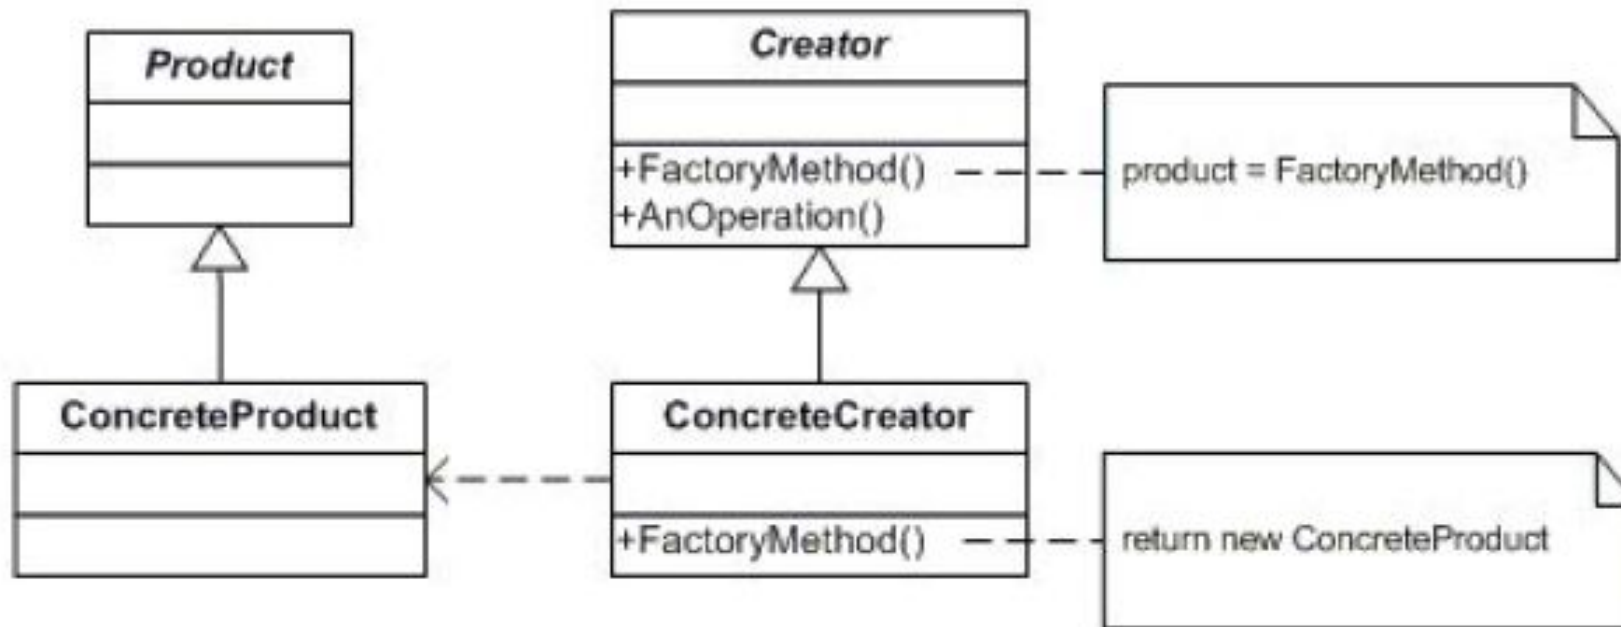 Product
Creator
+FactoryMethod()
+AnOperation()
product = FactoryMethod()
ConcreteProduct
ConcreteCreator
+FactoryMethod()
return new ConcreteProduct